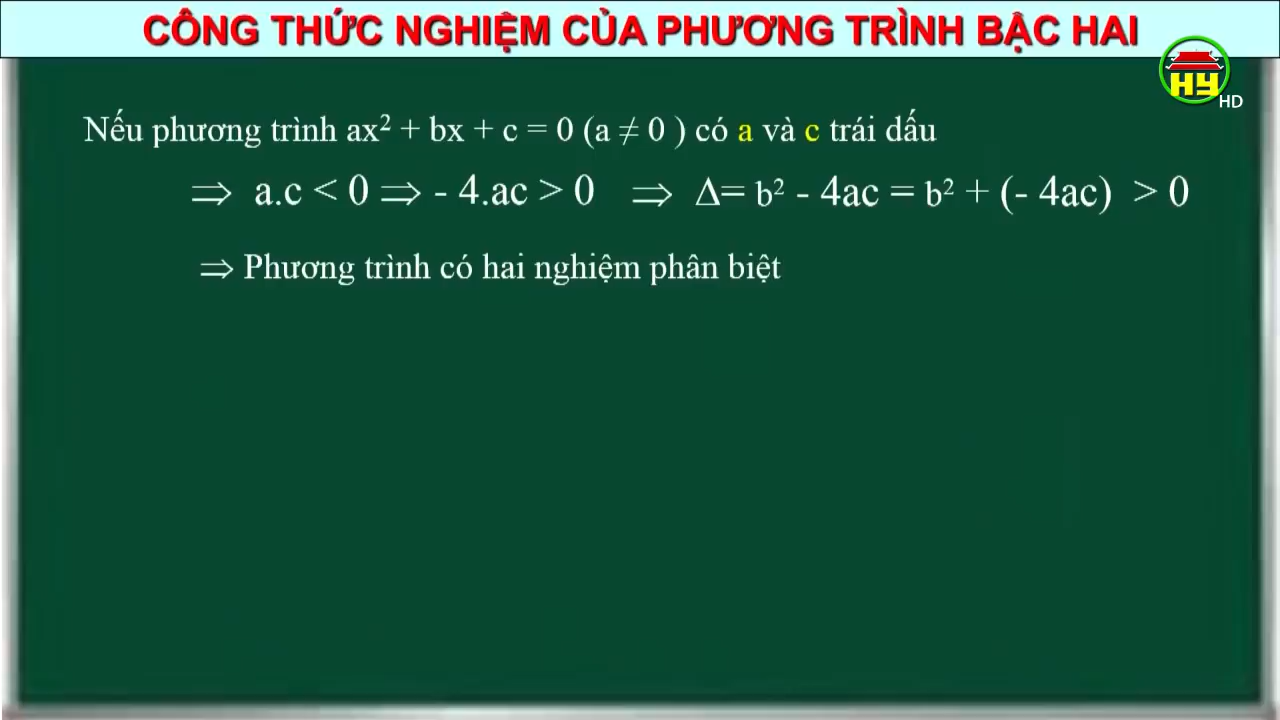 CÔNG THỨC NGHIỆM CỦA PHƯƠNG TRÌNH BẬC HAI
HY HD
Nếu phương trình ax² + bx + c = 0 (a ≠ 0 ) có a và c trái dấu
⇒ a.c < 0 ⇒ - 4.ac > 0 ⇒ Δ= b² - 4ac = b² + (- 4ac) > 0
⇒ Phương trình có hai nghiệm phân biệt